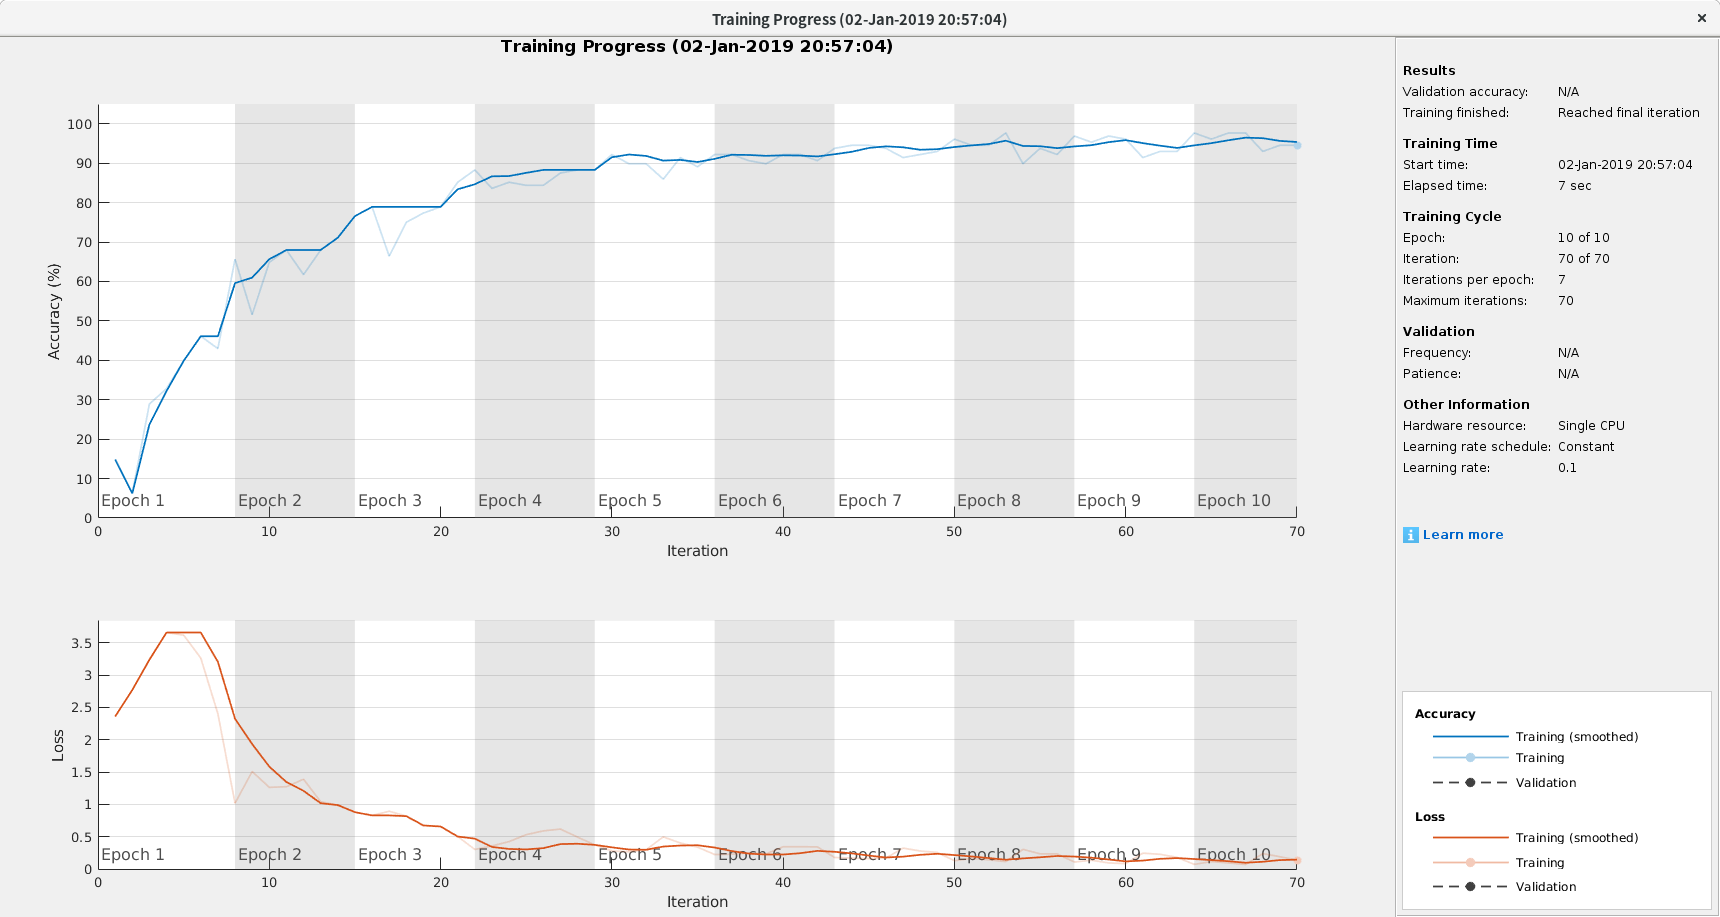 Training Progress (02-Jan-2019 20:57:04)
×
Training Progress (02-Jan-2019 20:57:04)
100
90
80
70
60
50
40
30
20
10
0
Accuracy (%)
Epoch 1 Epoch 2 Epoch 3 Epoch 4 Epoch 5 Epoch 6 Epoch 7 Epoch 8 Epoch 9 Epoch 10
0 10 20 30 40 50 60 70
Iteration
3.5
3
2.5
2
1.5
1
0.5
0
Loss
Epoch 1 Epoch 2 Epoch 3 Epoch 4 Epoch 5 Epoch 6 Epoch 7 Epoch 8 Epoch 9 Epoch 10
0 10 20 30 40 50 60 70
Iteration
Results
Validation accuracy: N/A
Training finished: Reached final iteration
Training Time
Start time: 02-Jan-2019 20:57:04
Elapsed time: 7 sec
Training Cycle
Epoch: 10 of 10
Iteration: 70 of 70
Iterations per epoch: 7
Maximum iterations: 70
Validation
Frequency: N/A
Patience: N/A
Other Information
Hardware resource: Single CPU
Learning rate schedule: Constant
Learning rate: 0.1
i Learn more
Accuracy
Training (smoothed)
Training
Validation
Loss
Training (smoothed)
Training
Validation